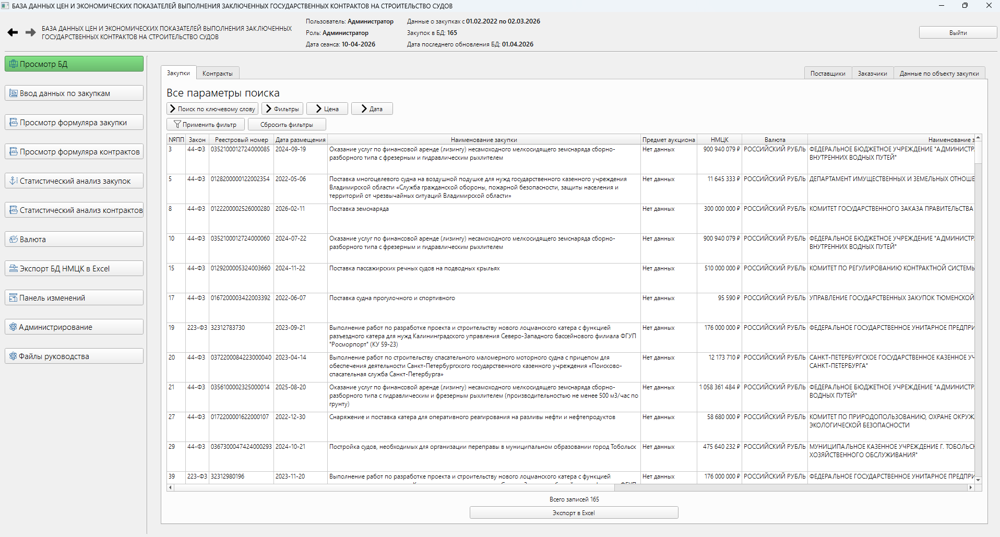 БАЗА ДАННЫХ ЦЕН И ЭКОНОМИЧЕСКИХ ПОКАЗАТЕЛЕЙ ВЫПОЛНЕНИЯ ЗАКЛЮЧЕННЫХ ГОСУДАРСТВЕННЫХ КОНТРАКТОВ НА СТРОИТЕЛЬСТВО СУДОВ
БАЗА ДАННЫХ ЦЕН И ЭКОНОМИЧЕСКИХ ПОКАЗАТЕЛЕЙ ВЫПОЛНЕНИЯ ЗАКЛЮЧЕННЫХ
ГОСУДАРСТВЕННЫХ КОНТРАКТОВ НА СТРОИТЕЛЬСТВО СУДОВ
Пользователь: Администратор
Роль: Администратор
Дата сеанса: 10-04-2026
Данные о закупках с 01.02.2022 по 02.03.2026
Закупок в БД: 165
Дата последнего обновления БД: 01.04.2026
Выйти
Просмотр БД
Ввод данных по закупкам
Просмотр формуляра закупки
Просмотр формуляра контрактов
Статистический анализ закупок
Статистический анализ контрактов
Валюта
Экспорт БД НМЦК в Excel
Панель изменений
Администрирование
Файлы руководства
Закупки Контракты Поставщики Заказчики Данные по объекту закупки
Все параметры поиска
Поиск по ключевому слову Фильтры Цена Дата
Применить фильтр Сбросить фильтры
№ПП Закон Реестровый номер Дата размещения Наименование закупки Предмет аукциона НМЦК Валюта Наименование з
3 44-ФЗ 0352100012724000085 2024-09-19 Оказание услуг по финансовой аренде (лизингу) несамоходного мелкосидящего земснаряда сборно- Нет данных 900 940 079 ₽ РОССИЙСКИЙ РУБЛЬ ФЕДЕРАЛЬНОЕ БЮДЖЕТНОЕ УЧРЕЖДЕНИЕ "АДМИНИСТР
разборного типа с фрезерным и гидравлическим рыхлителем ВНУТРЕННИХ ВОДНЫХ ПУТЕЙ"
5 44-ФЗ 0128200000122002354 2022-05-06 Поставка многоцелевого судна на воздушной подушке для нужд государственного казенного учреждения Нет данных 11 645 333 ₽ РОССИЙСКИЙ РУБЛЬ ДЕПАРТАМЕНТ ИМУЩЕСТВЕННЫХ И ЗЕМЕЛЬНЫХ ОТНОШЕ
Владимирской области «Служба гражданской обороны, пожарной безопасности, защиты населения и
территорий от чрезвычайных ситуаций Владимирской области»
8 44-ФЗ 0122200002526000280 2026-02-11 Поставка земснаряда Нет данных 300 000 000 ₽ РОССИЙСКИЙ РУБЛЬ КОМИТЕТ ГОСУДАРСТВЕННОГО ЗАКАЗА ПРАВИТЕЛЬСТВА
10 44-ФЗ 0352100012724000060 2024-07-22 Оказание услуг по финансовой аренде (лизингу) несамоходного мелкосидящего земснаряда сборно- Нет данных 900 940 079 ₽ РОССИЙСКИЙ РУБЛЬ ФЕДЕРАЛЬНОЕ БЮДЖЕТНОЕ УЧРЕЖДЕНИЕ "АДМИНИСТР
разборного типа с фрезерным и гидравлическим рыхлителем ВНУТРЕННИХ ВОДНЫХ ПУТЕЙ"
15 44-ФЗ 0129200005324003660 2024-11-22 Поставка пассажирских речных судов на подводных крыльях Нет данных 510 000 000 ₽ РОССИЙСКИЙ РУБЛЬ КОМИТЕТ ПО РЕГУЛИРОВАНИЮ КОНТРАКТНОЙ СИСТЕМЫ
17 44-ФЗ 0167200003422003392 2022-06-07 Поставка судна прогулочного и спортивного Нет данных 95 590 ₽ РОССИЙСКИЙ РУБЛЬ УПРАВЛЕНИЕ ГОСУДАРСТВЕННЫХ ЗАКУПОК ТЮМЕНСКОЙ
19 223-ФЗ 32312783730 2023-09-21 Выполнение работ по разработке проекта и строительству нового лоцманского катера с функцией Нет данных 176 000 000 ₽ РОССИЙСКИЙ РУБЛЬ ФЕДЕРАЛЬНОЕ ГОСУДАРСТВЕННОЕ УНИТАРНОЕ ПРЕДПРИ
разъездного катера для нужд Калининградского управления Северо-Западного бассейнового филиала ФГУП
"Росморпорт" (КУ 59-23)
20 44-ФЗ 0372200084223000040 2023-04-14 Выполнение работ по строительству спасательного маломерного моторного судна с прицепом для Нет данных 12 173 710 ₽ РОССИЙСКИЙ РУБЛЬ САНКТ-ПЕТЕРБУРГСКОЕ ГОСУДАРСТВЕННОЕ КАЗЕННОЕ УЧ
обеспечения деятельности Санкт-Петербургского государственного казенного учреждения «Поисково- САНКТ-ПЕТЕРБУРГА"
спасательная служба Санкт-Петербурга»
21 44-ФЗ 0356100002325000014 2025-08-20 Оказание услуг по финансовой аренде (лизингу) несамоходного мелкосидящего земснаряда сборно- Нет данных 1 058 361 484 ₽ РОССИЙСКИЙ РУБЛЬ ФЕДЕРАЛЬНОЕ БЮДЖЕТНОЕ УЧРЕЖДЕНИЕ "АДМИНИСТР
разборного типа с гидравлическим и фрезерным рыхлителем (производительностью не менее 500 м3/час по ВОДНЫХ ПУТЕЙ"
грунту)
27 44-ФЗ 0172200001622000107 2022-12-30 Снаряжение и поставка катера для оперативного реагирования на разливы нефти и нефтепродуктов Нет данных 58 680 000 ₽ РОССИЙСКИЙ РУБЛЬ КОМИТЕТ ПО ПРИРОДОПОЛЬЗОВАНИЮ, ОХРАНЕ ОКРУЖ
ЭКОЛОГИЧЕСКОЙ БЕЗОПАСНОСТИ
29 44-ФЗ 0367300047424000293 2024-10-21 Постройка судов, необходимых для организации переправы в муниципальном образовании город Тобольск Нет данных 475 640 232 ₽ РОССИЙСКИЙ РУБЛЬ МУНИЦИПАЛЬНОЕ КАЗЕННОЕ УЧРЕЖДЕНИЕ Г. ТОБОЛЬСК
ХОЗЯЙСТВЕННОГО ОБСЛУЖИВАНИЯ"
39 223-ФЗ 32312980196 2023-11-20 Выполнение работ по разработке проекта и строительству нового лоцманского катера с функцией Нет данных 176 000 000 ₽ РОССИЙСКИЙ РУБЛЬ ФЕДЕРАЛЬНОЕ ГОСУДАРСТВЕННОЕ УНИТАРНОЕ ПРЕДПРИ
Всего записей 165
Экспорт в Excel